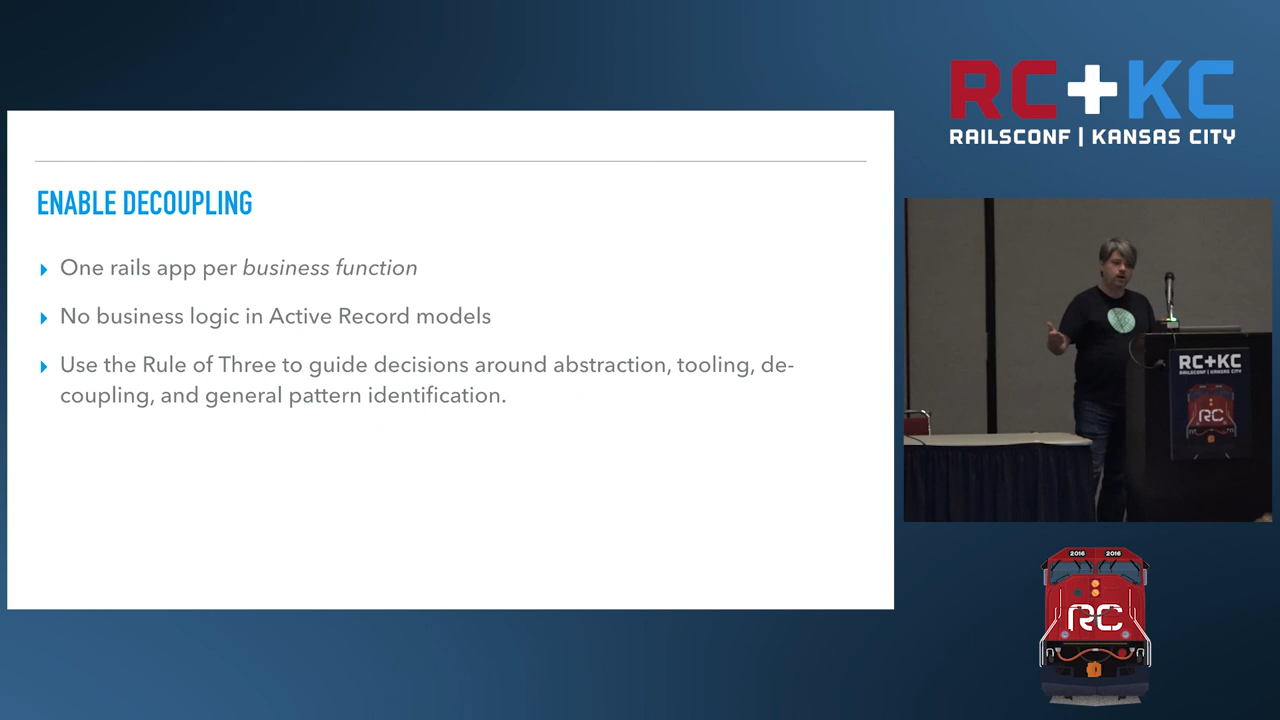 ENABLE DECOUPLING
One rails app per business function
No business logic in Active Record models
Use the Rule of Three to guide decisions around abstraction, tooling, de-
coupling, and general pattern identification.
RC+KC
RAILSCONF | KANSAS CITY
RC+KC
RAILSCONF | KANSAS CITY
RC
2016 2016
RC